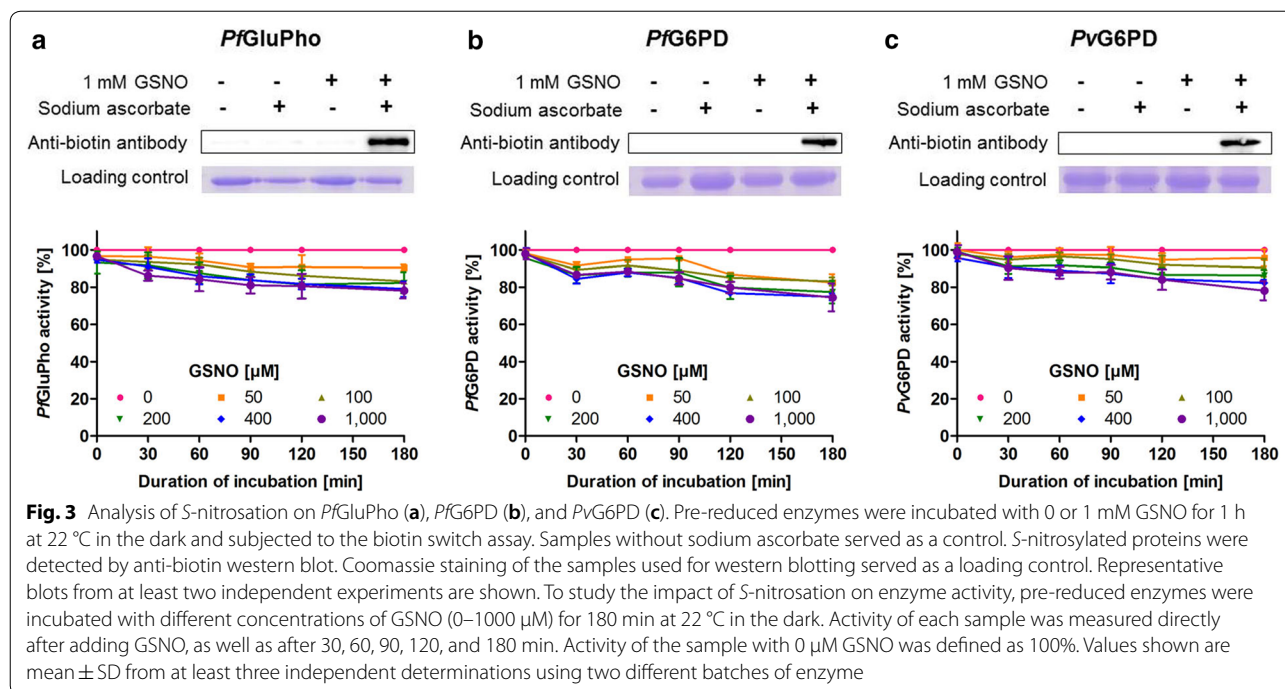 a PfGluPho
1 mM GSNO - - + +
Sodium ascorbate - + - +
Anti-biotin antibody
Loading control
PfGluPho activity [%]
100
80
60
40
20
0
GSNO [µM]
0 50 100
200 400 1,000
0 30 60 90 120 150 180
Duration of incubation [min]
b PfG6PD
1 mM GSNO - - + +
Sodium ascorbate - + - +
Anti-biotin antibody
Loading control
PfG6PD activity [%]
100
80
60
40
20
0
GSNO [µM]
0 50 100
200 400 1,000
0 30 60 90 120 150 180
Duration of incubation [min]
c PvG6PD
1 mM GSNO - - + +
Sodium ascorbate - + - +
Anti-biotin antibody
Loading control
PvG6PD activity [%]
100
80
60
40
20
0
GSNO [µM]
0 50 100
200 400 1,000
0 30 60 90 120 150 180
Duration of incubation [min]
Fig. 3 Analysis of S-nitrosation on PfGluPho (a), PfG6PD (b), and PvG6PD (c). Pre-reduced enzymes were incubated with 0 or 1 mM GSNO for 1 h
at 22 °C in the dark and subjected to the biotin switch assay. Samples without sodium ascorbate served as a control. S-nitrosylated proteins were
detected by anti-biotin western blot. Coomassie staining of the samples used for western blotting served as a loading control. Representative
blots from at least two independent experiments are shown. To study the impact of S-nitrosation on enzyme activity, pre-reduced enzymes were
incubated with different concentrations of GSNO (0–1000 µM) for 180 min at 22 °C in the dark. Activity of each sample was measured directly
after adding GSNO, as well as after 30, 60, 90, 120, and 180 min. Activity of the sample with 0 µM GSNO was defined as 100%. Values shown are
mean ± SD from at least three independent determinations using two different batches of enzyme